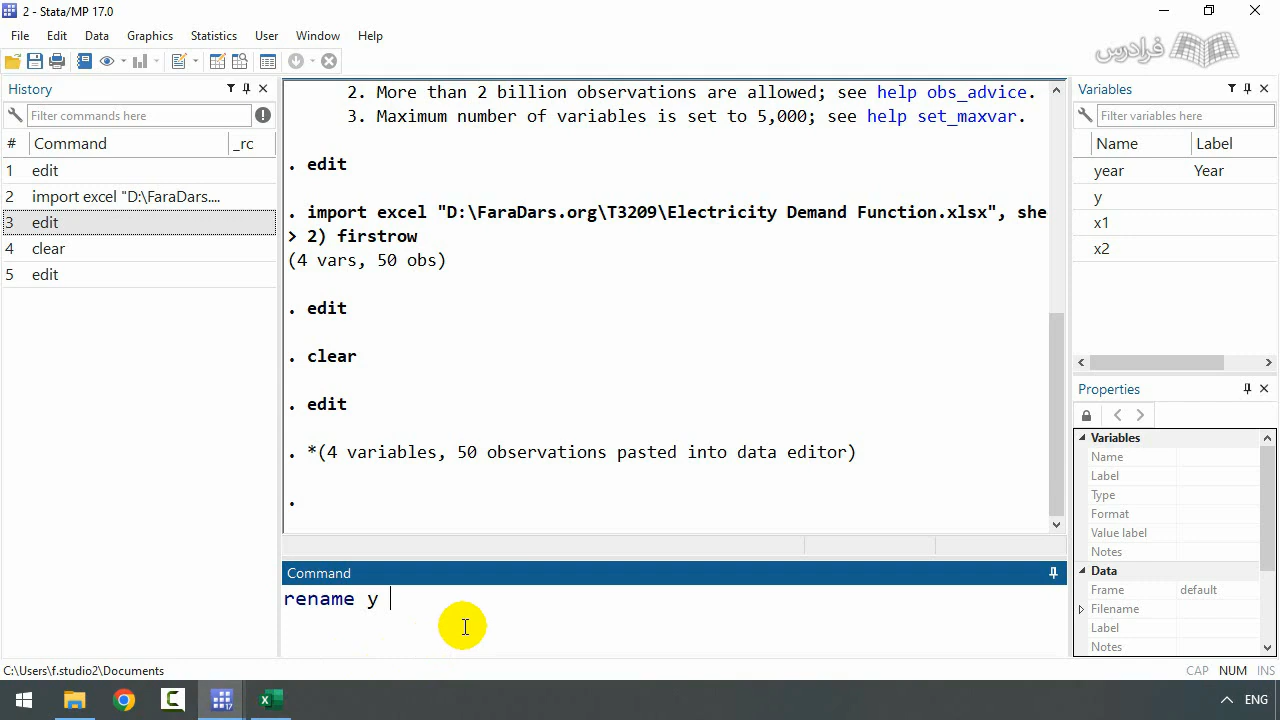 2 - Stata/MP 17.0
File Edit Data Graphics Statistics User Window Help
فرادرس
History
Filter commands here
# Command _rc
1 edit
2 import excel "D:\FaraDars....
3 edit
4 clear
5 edit
2. More than 2 billion observations are allowed; see help obs_advice.
3. Maximum number of variables is set to 5,000; see help set_maxvar.
. edit
. import excel "D:\FaraDars.org\T3209\Electricity Demand Function.xlsx", she
> 2) firstrow
(4 vars, 50 obs)
. edit
. clear
. edit
. *(4 variables, 50 observations pasted into data editor)
.
Command
rename y
Variables
Filter variables here
Name Label
year Year
y
x1
x2
Properties
Variables
Name
Label
Type
Format
Value label
Notes
Data
Frame default
Filename
Label
Notes
C:\Users\f.studio2\Documents
CAP NUM INS
17
ENG